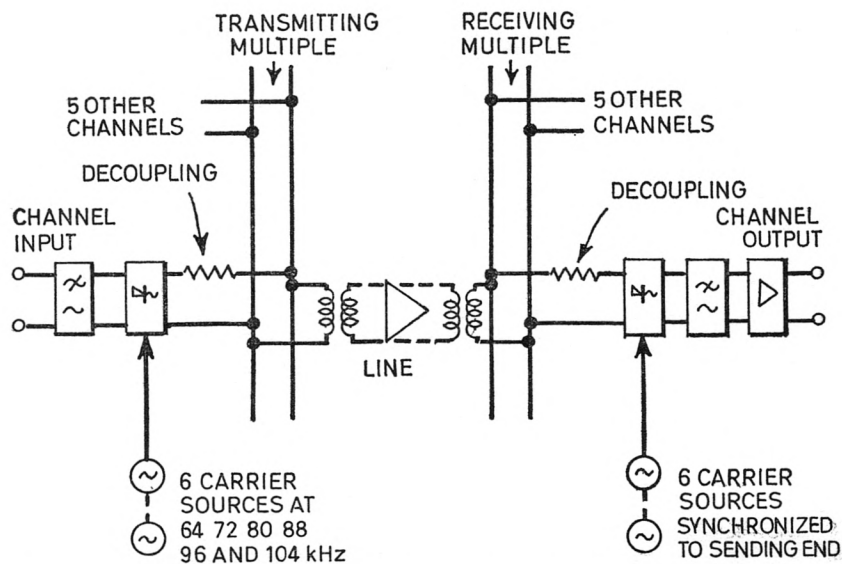 TRANSMITTING
MULTIPLE
RECEIVING
MULTIPLE
5 OTHER
CHANNELS
5 OTHER
CHANNELS
DECOUPLING
DECOUPLING
CHANNEL
INPUT
CHANNEL
OUTPUT
LINE
6 CARRIER
SOURCES AT
64 72 80 88
96 AND 104 kHz
6 CARRIER
SOURCES
SYNCHRONIZED
TO SENDING END